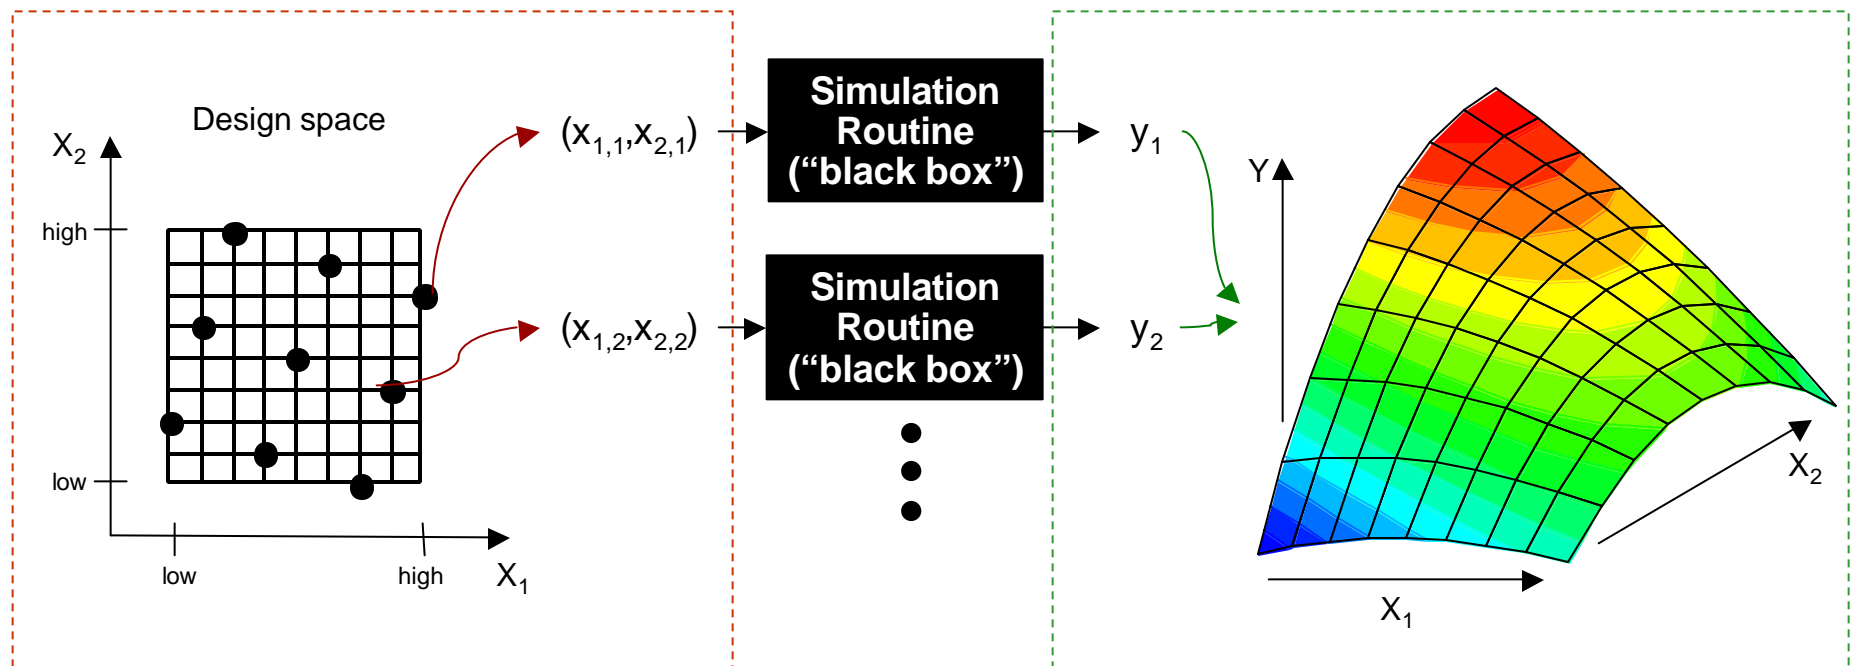 Design space
X₂
high
low
low
high
X₁
(x₁,₁,x₂,₁)
(x₁,₂,x₂,₂)
Simulation
Routine
(“black box”)
Simulation
Routine
(“black box”)
y₁
y₂
Y
X₁
X₂